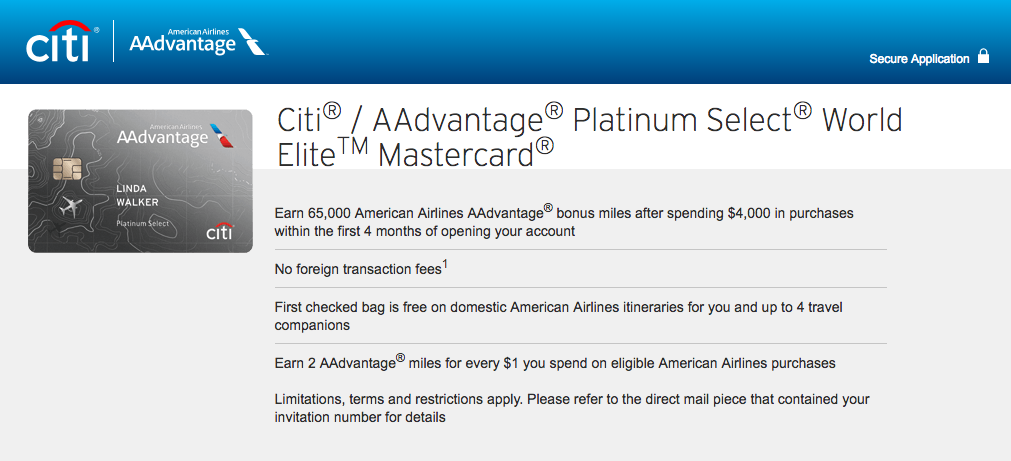 citi®
American Airlines
AAdvantage
Secure Application
American Airlines
AAdvantage
LINDA
WALKER
Platinum Select
citi
Citi® / AAdvantage® Platinum Select® World
Elite™ Mastercard®
Earn 65,000 American Airlines AAdvantage® bonus miles after spending $4,000 in purchases
within the first 4 months of opening your account
No foreign transaction fees¹
First checked bag is free on domestic American Airlines itineraries for you and up to 4 travel
companions
Earn 2 AAdvantage® miles for every $1 you spend on eligible American Airlines purchases
Limitations, terms and restrictions apply. Please refer to the direct mail piece that contained your
invitation number for details